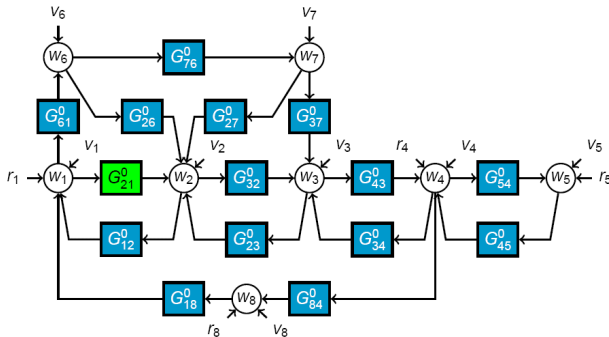 v₆ v₇
w₆ G⁰₇₆ w₇
G⁰₆₁ G⁰₂₆ G⁰₂₇ G⁰₃₇
v₁ v₂ v₃ r₄ v₄ v₅
r₁ w₁ G⁰₂₁ w₂ G⁰₃₂ w₃ G⁰₄₃ w₄ G⁰₅₄ w₅ r₅
G⁰₁₂ G⁰₂₃ G⁰₃₄ G⁰₄₅
G⁰₁₈ w₈ G⁰₈₄
r₈ v₈